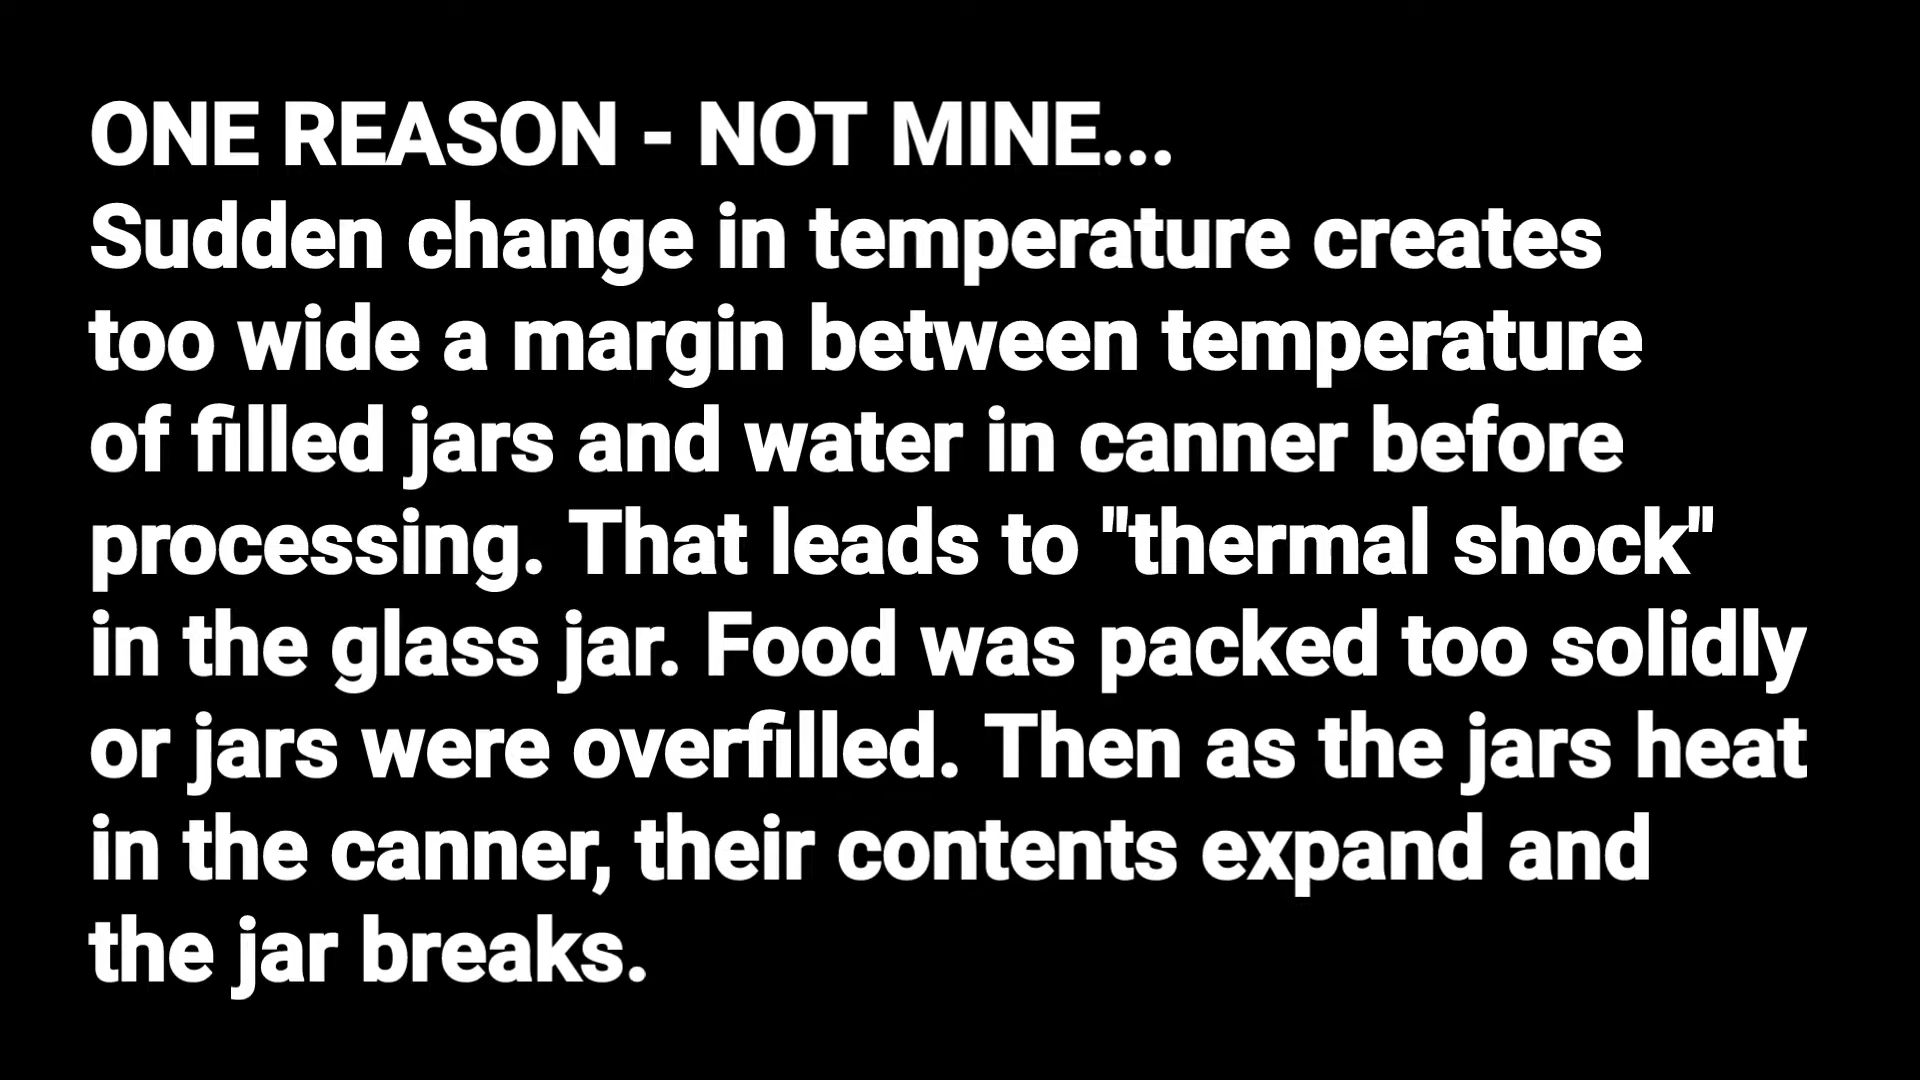 ONE REASON - NOT MINE...
Sudden change in temperature creates
too wide a margin between temperature
of filled jars and water in canner before
processing. That leads to "thermal shock"
in the glass jar. Food was packed too solidly
or jars were overfilled. Then as the jars heat
in the canner, their contents expand and
the jar breaks.